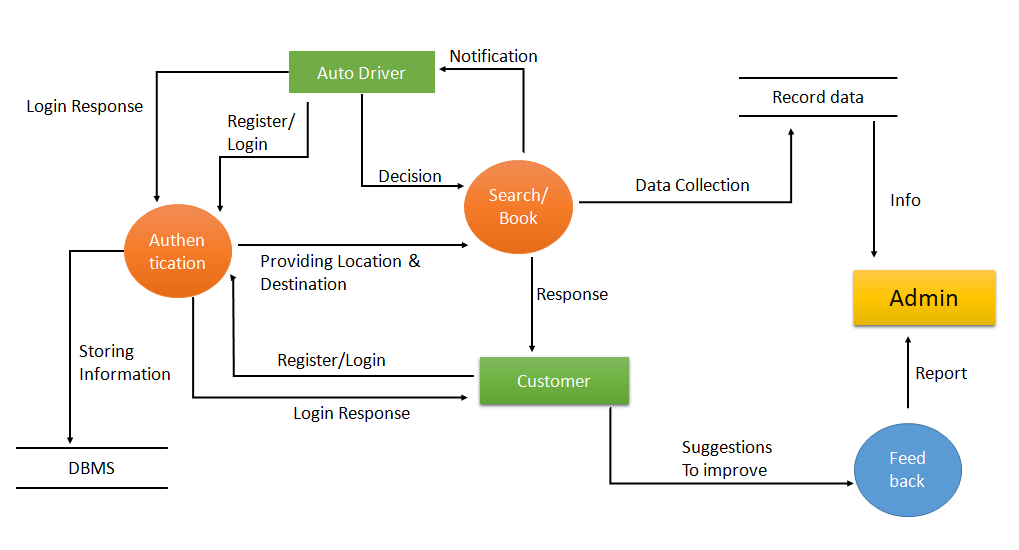 Notification
Auto Driver
Login Response
Record data
Register/
Login
Decision
Data Collection
Search/
Book
Info
Authen
tication
Providing Location &
Destination
Response
Admin
Storing
Information
Register/Login
Customer
Report
Login Response
Suggestions
To improve
DBMS
Feed
back